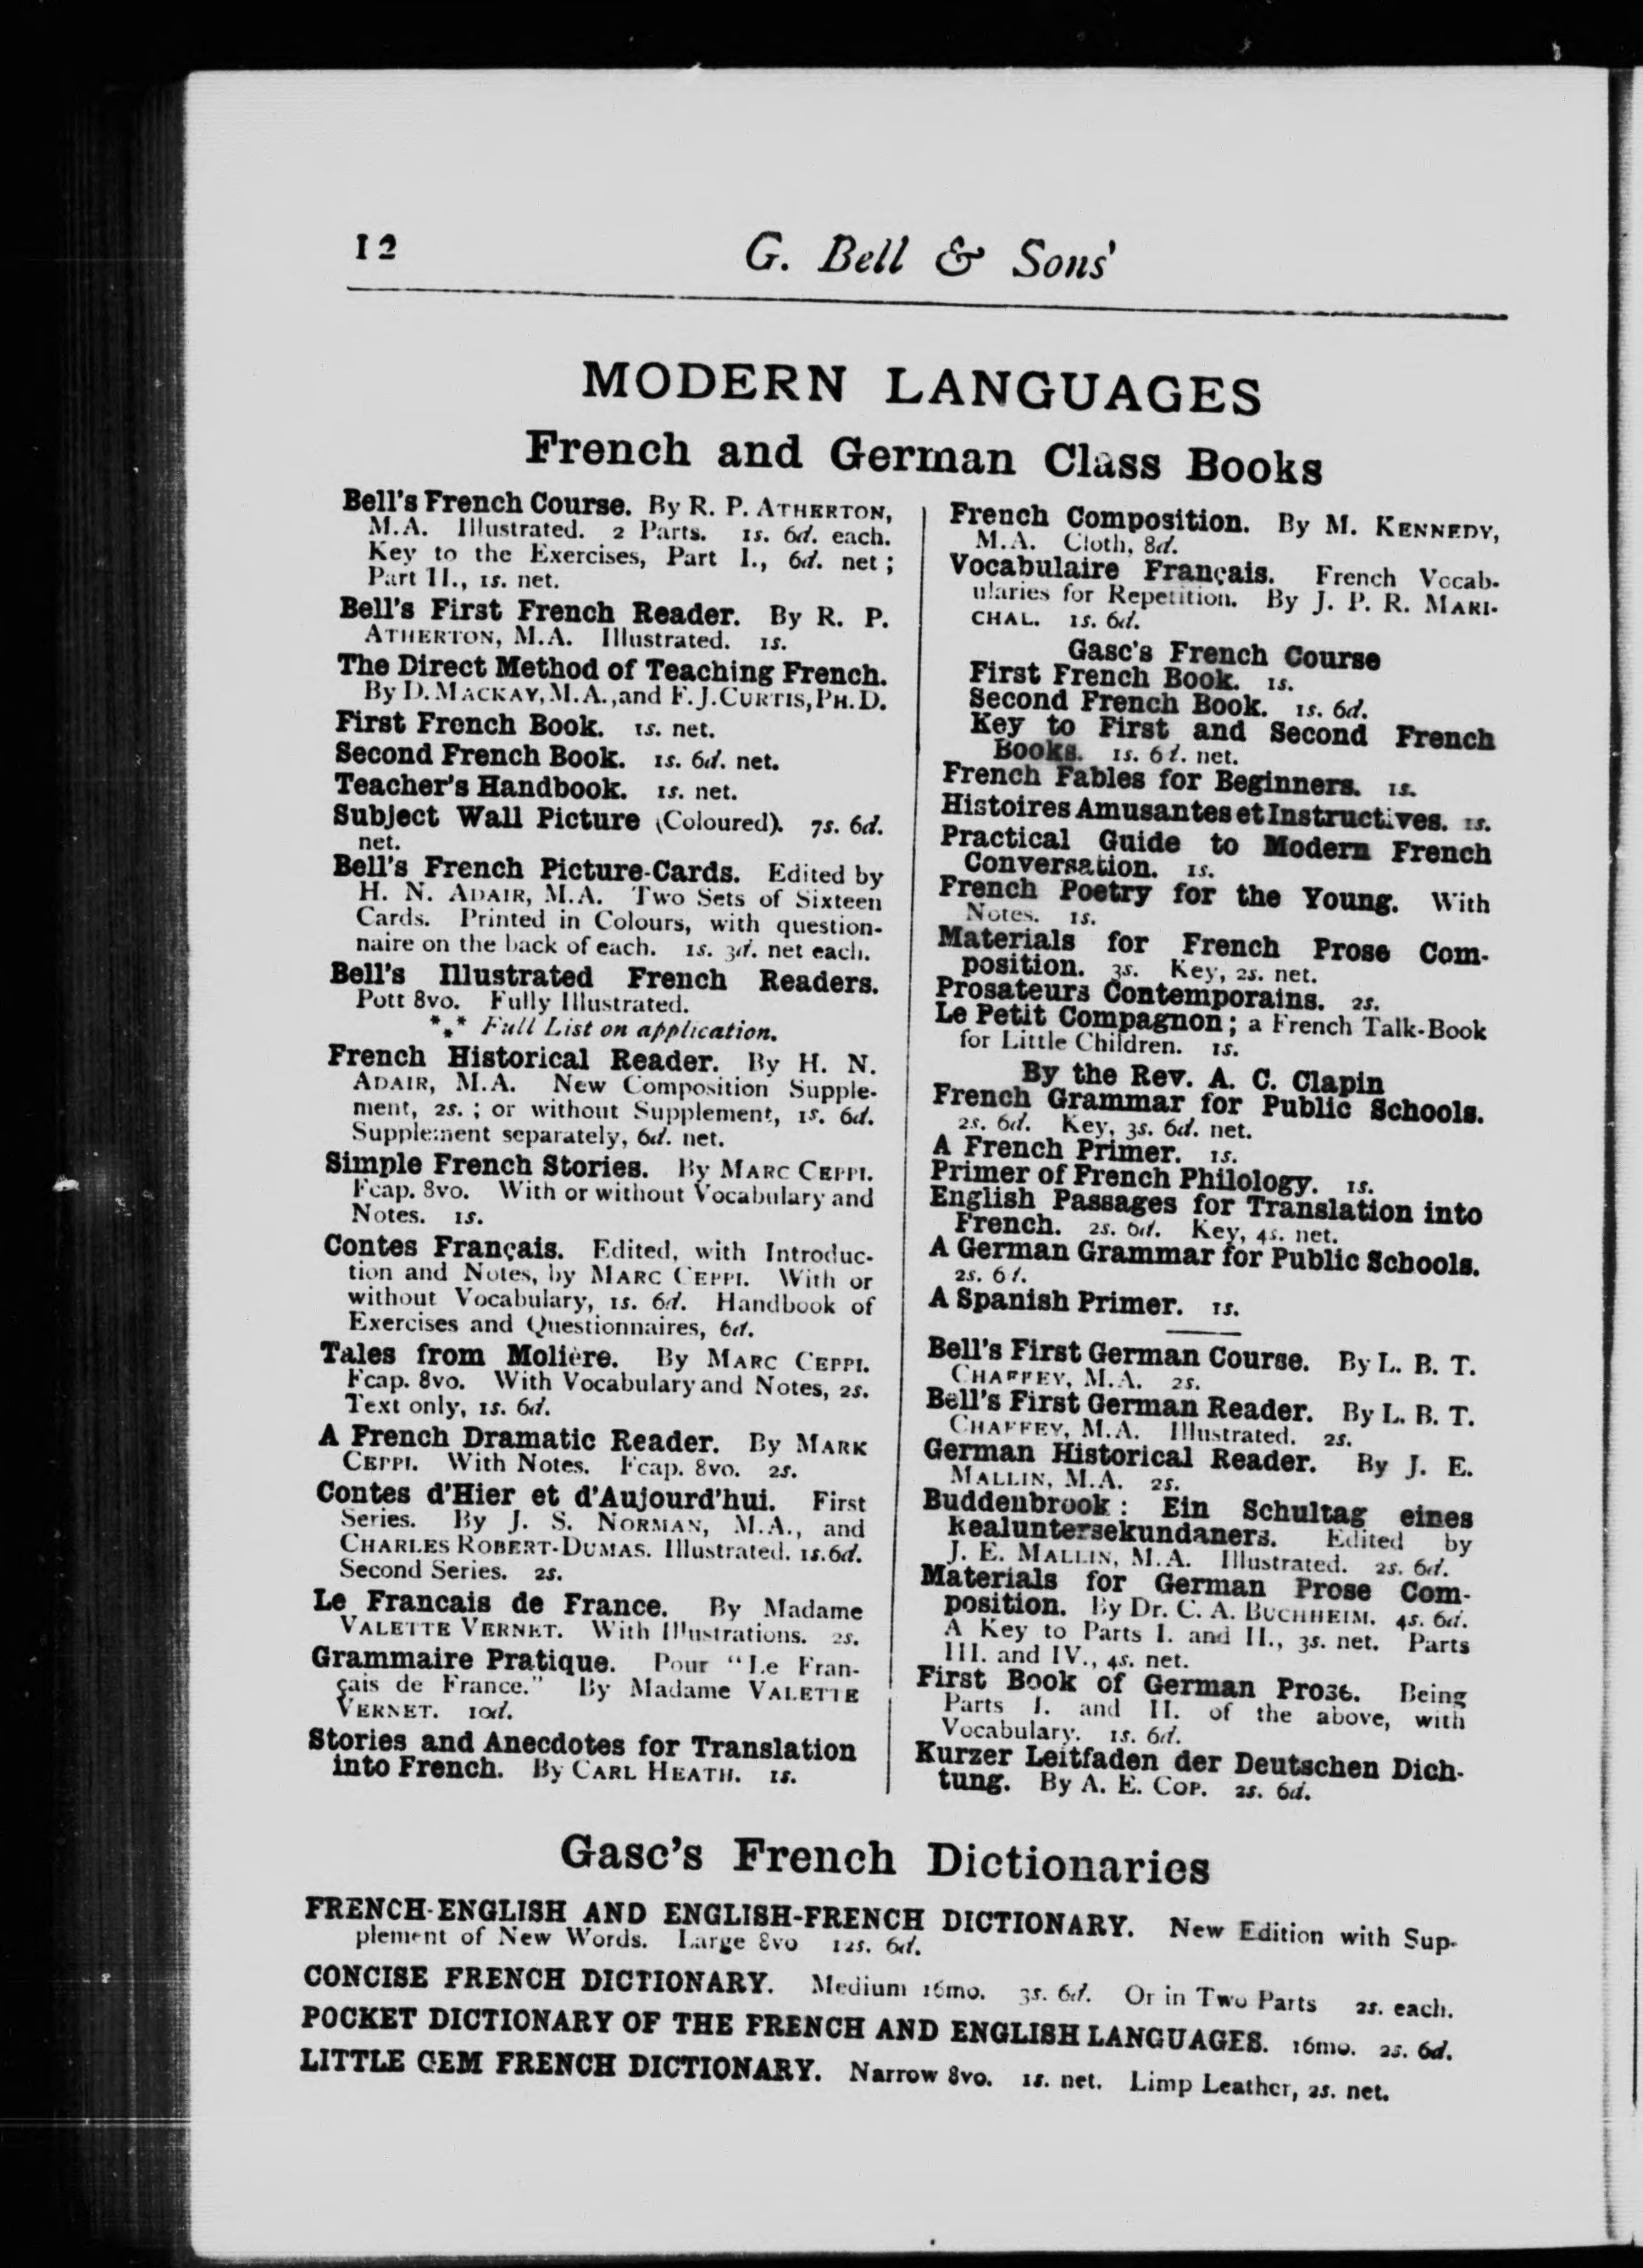 12
G. Bell & Sons'
MODERN LANGUAGES
French and German Class Books
Bell's French Course. By R. P. ATHERTON,
M.A. Illustrated. 2 Parts. 1s. 6d. each.
Key to the Exercises, Part I., 6d. net;
Part II., 1s. net.
Bell's First French Reader. By R. P.
ATHERTON, M.A. Illustrated. 1s.
The Direct Method of Teaching French.
By D. MACKAY, M.A., and F. J. CURTIS, PH.D.
First French Book. 1s. net.
Second French Book. 1s. 6d. net.
Teacher's Handbook. 1s. net.
Subject Wall Picture (Coloured). 7s. 6d.
net.
Bell's French Picture-Cards. Edited by
H. N. ADAIR, M.A. Two Sets of Sixteen
Cards. Printed in Colours, with question-
naire on the back of each. 1s. 3d. net each.
Bell's Illustrated French Readers.
Pott 8vo. Fully Illustrated.
*** Full List on application.
French Historical Reader. By H. N.
ADAIR, M.A. New Composition Supple-
ment, 2s.; or without Supplement, 1s. 6d.
Supplement separately, 6d. net.
Simple French Stories. By MARC CEPPI.
Fcap. 8vo. With or without Vocabulary and
Notes. 1s.
Contes Français. Edited, with Introduc-
tion and Notes, by MARC CEPPI. With or
without Vocabulary, 1s. 6d. Handbook of
Exercises and Questionnaires, 6d.
Tales from Molière. By MARC CEPPI.
Fcap. 8vo. With Vocabulary and Notes, 2s.
Text only, 1s. 6d.
A French Dramatic Reader. By MARK
CEPPI. With Notes. Fcap. 8vo. 2s.
Contes d'Hier et d'Aujourd'hui. First
Series. By J. S. NORMAN, M.A., and
CHARLES ROBERT-DUMAS. Illustrated. 1s. 6d.
Second Series. 2s.
Le Francais de France. By Madame
VALETTE VERNET. With Illustrations. 2s.
Grammaire Pratique. Pour "Le Fran-
çais de France." By Madame VALETTE
VERNET. 10d.
Stories and Anecdotes for Translation
into French. By CARL HEATH. 1s.
French Composition. By M. KENNEDY,
M.A. Cloth, 8d.
Vocabulaire Français. French Vocab-
ularies for Repetition. By J. P. R. MARI-
CHAL. 1s. 6d.
Gasc's French Course
First French Book. 1s.
Second French Book. 1s. 6d.
Key to First and Second French
Books. 1s. 6d. net.
French Fables for Beginners. 1s.
Histoires Amusantes et Instructives. 1s.
Practical Guide to Modern French
Conversation. 1s.
French Poetry for the Young. With
Notes. 1s.
Materials for French Prose Com-
position. 3s. Key, 2s. net.
Prosateurs Contemporains. 2s.
Le Petit Compagnon; a French Talk-Book
for Little Children. 1s.
By the Rev. A. C. Clapin
French Grammar for Public Schools.
2s. 6d. Key, 3s. 6d. net.
A French Primer. 1s.
Primer of French Philology. 1s.
English Passages for Translation into
French. 2s. 6d. Key, 4s. net.
A German Grammar for Public Schools.
2s. 6d.
A Spanish Primer. 1s.
Bell's First German Course. By L. B. T.
CHAFFEY, M.A. 2s.
Bell's First German Reader. By L. B. T.
CHAFFEY, M.A. Illustrated. 2s.
German Historical Reader. By J. E.
MALLIN, M.A. 2s.
Buddenbrook: Ein Schultag eines
Realuntersekundaners. Edited by
J. E. MALLIN, M.A. Illustrated. 2s. 6d.
Materials for German Prose Com-
position. By Dr. C. A. BUCHHEIM. 4s. 6d.
A Key to Parts I. and II., 3s. net. Parts
III. and IV., 4s. net.
First Book of German Prose. Being
Parts I. and II. of the above, with
Vocabulary. 1s. 6d.
Kurzer Leitfaden der Deutschen Dich-
tung. By A. E. COP. 2s. 6d.
Gasc's French Dictionaries
FRENCH-ENGLISH AND ENGLISH-FRENCH DICTIONARY. New Edition with Sup-
plement of New Words. Large 8vo 12s. 6d.
CONCISE FRENCH DICTIONARY. Medium 16mo. 3s. 6d. Or in Two Parts 2s. each.
POCKET DICTIONARY OF THE FRENCH AND ENGLISH LANGUAGES. 16mo. 2s. 6d.
LITTLE GEM FRENCH DICTIONARY. Narrow 8vo. 1s. net. Limp Leather, 2s. net.